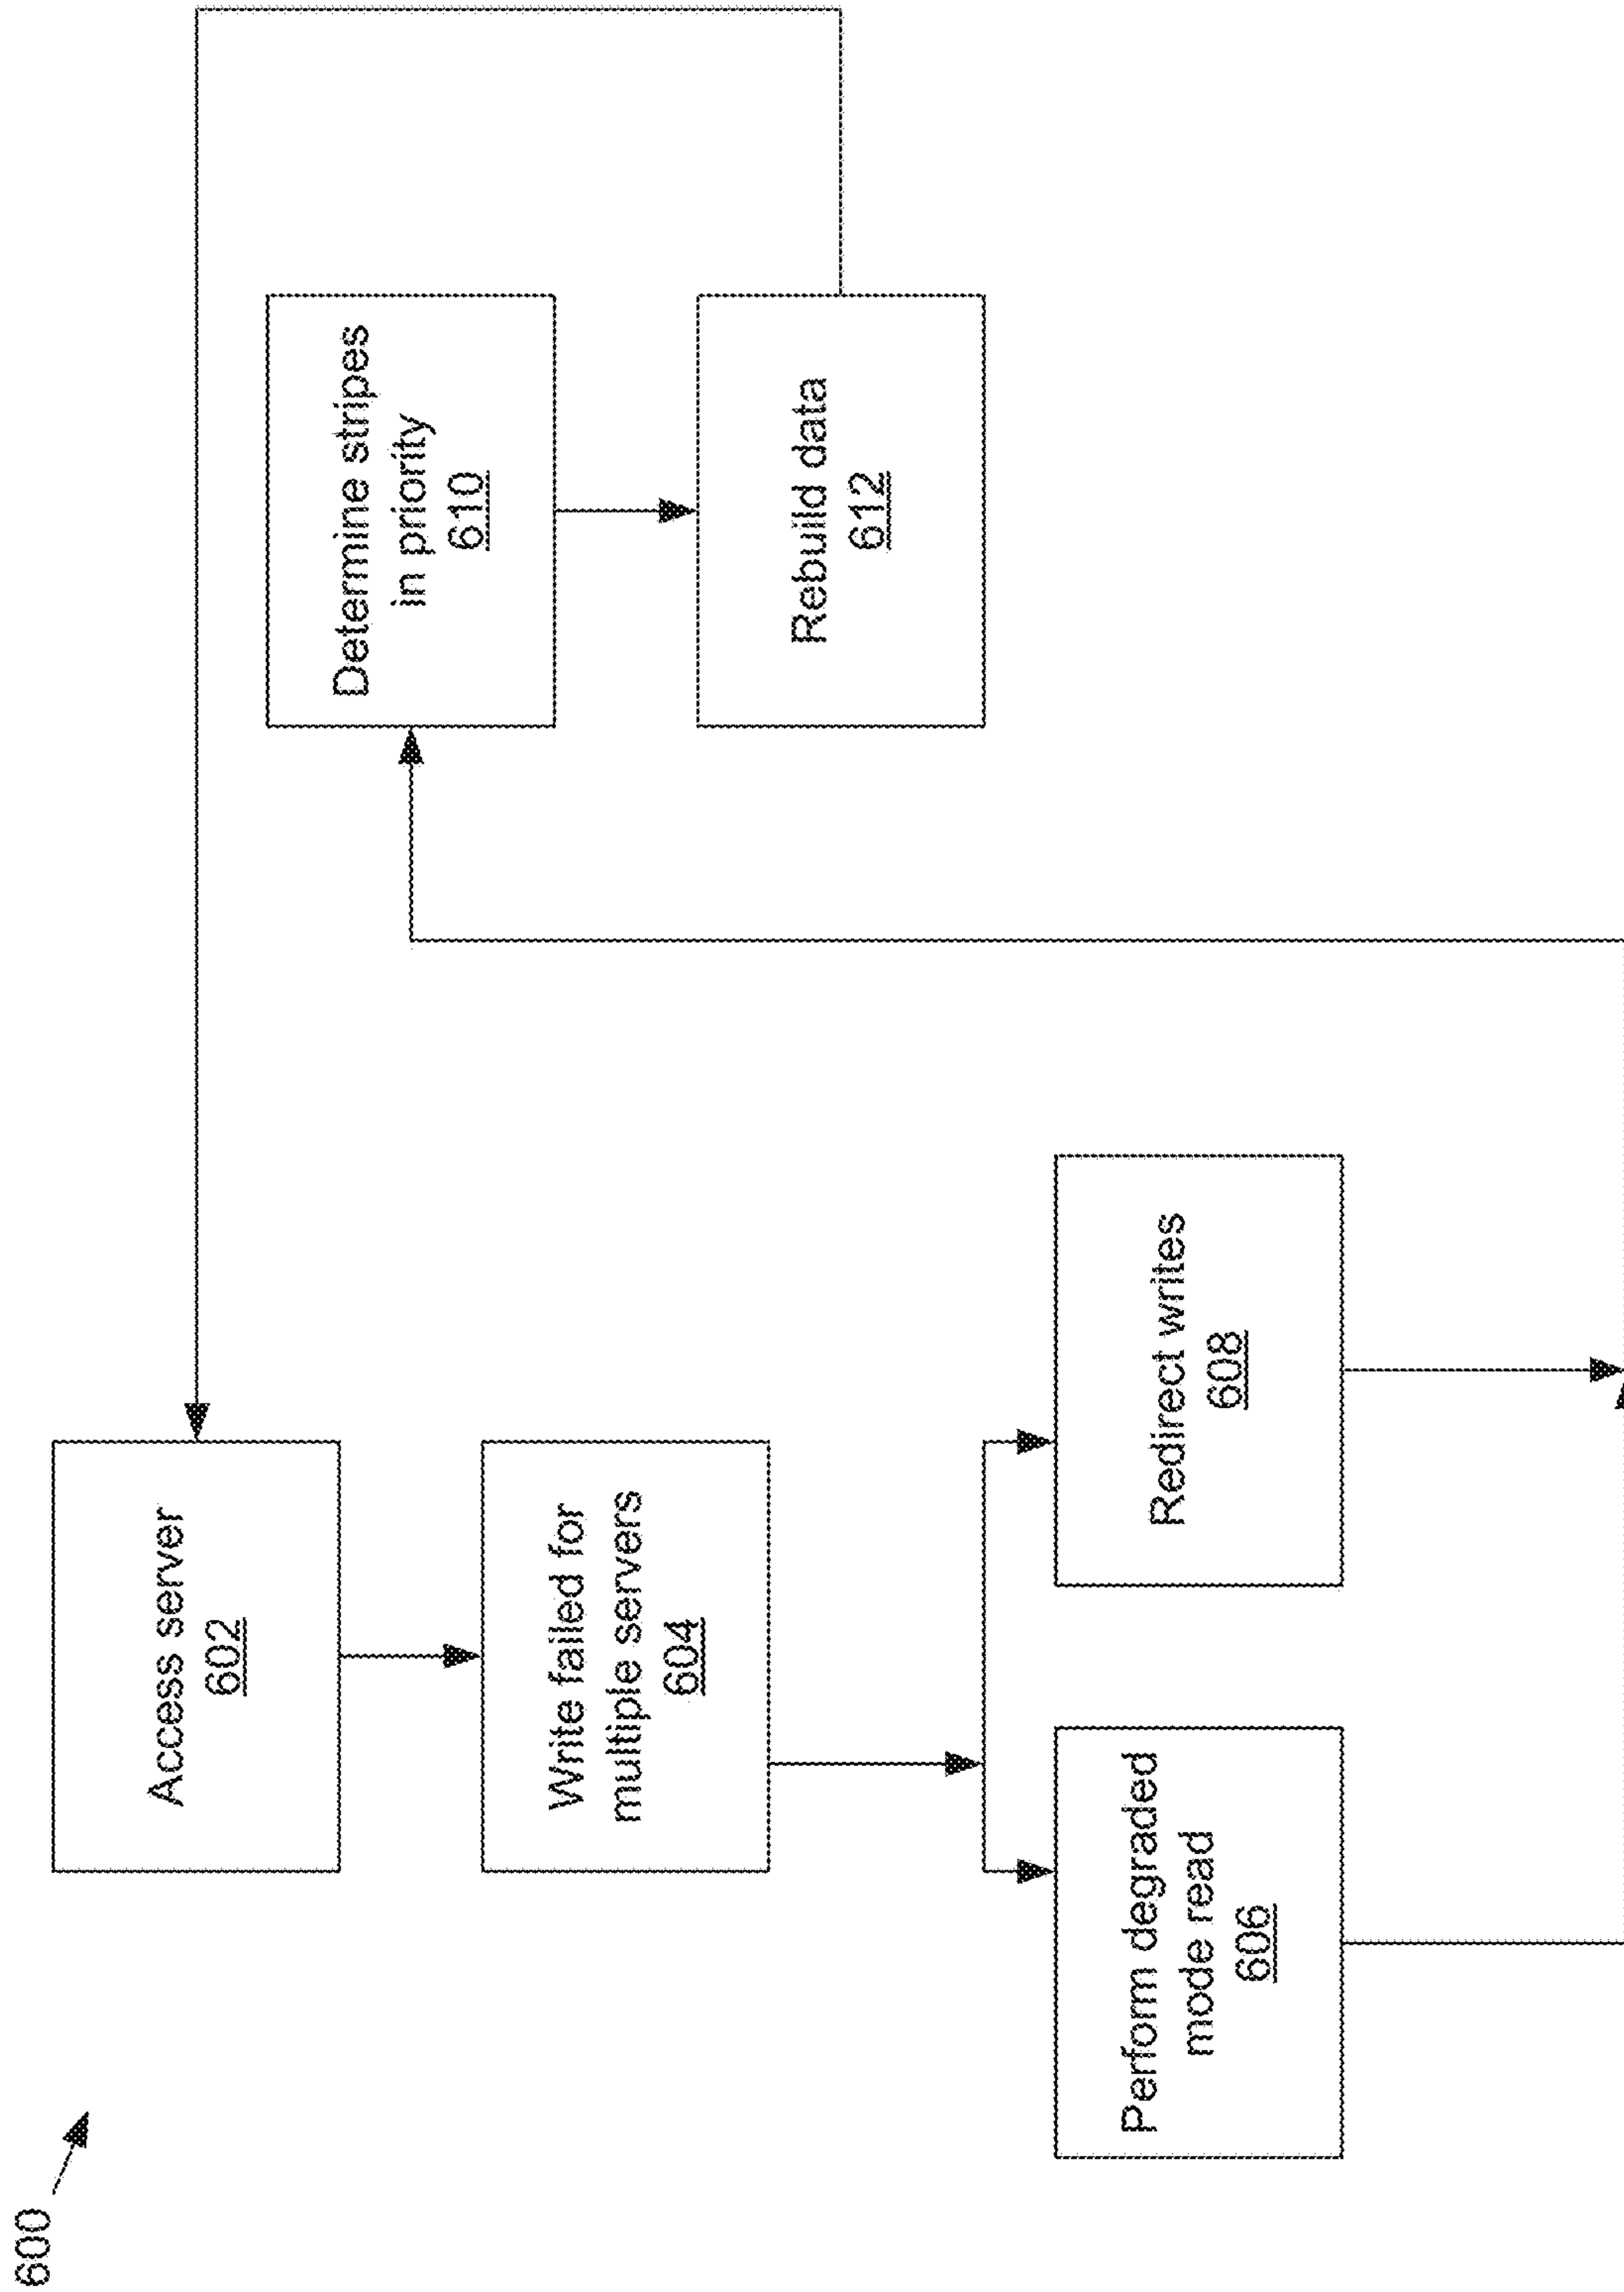 600
Access server
602
Write failed for
multiple servers
604
Perform degraded
mode read
606
Redirect writes
608
Determine stripes
in priority
610
Rebuild data
612